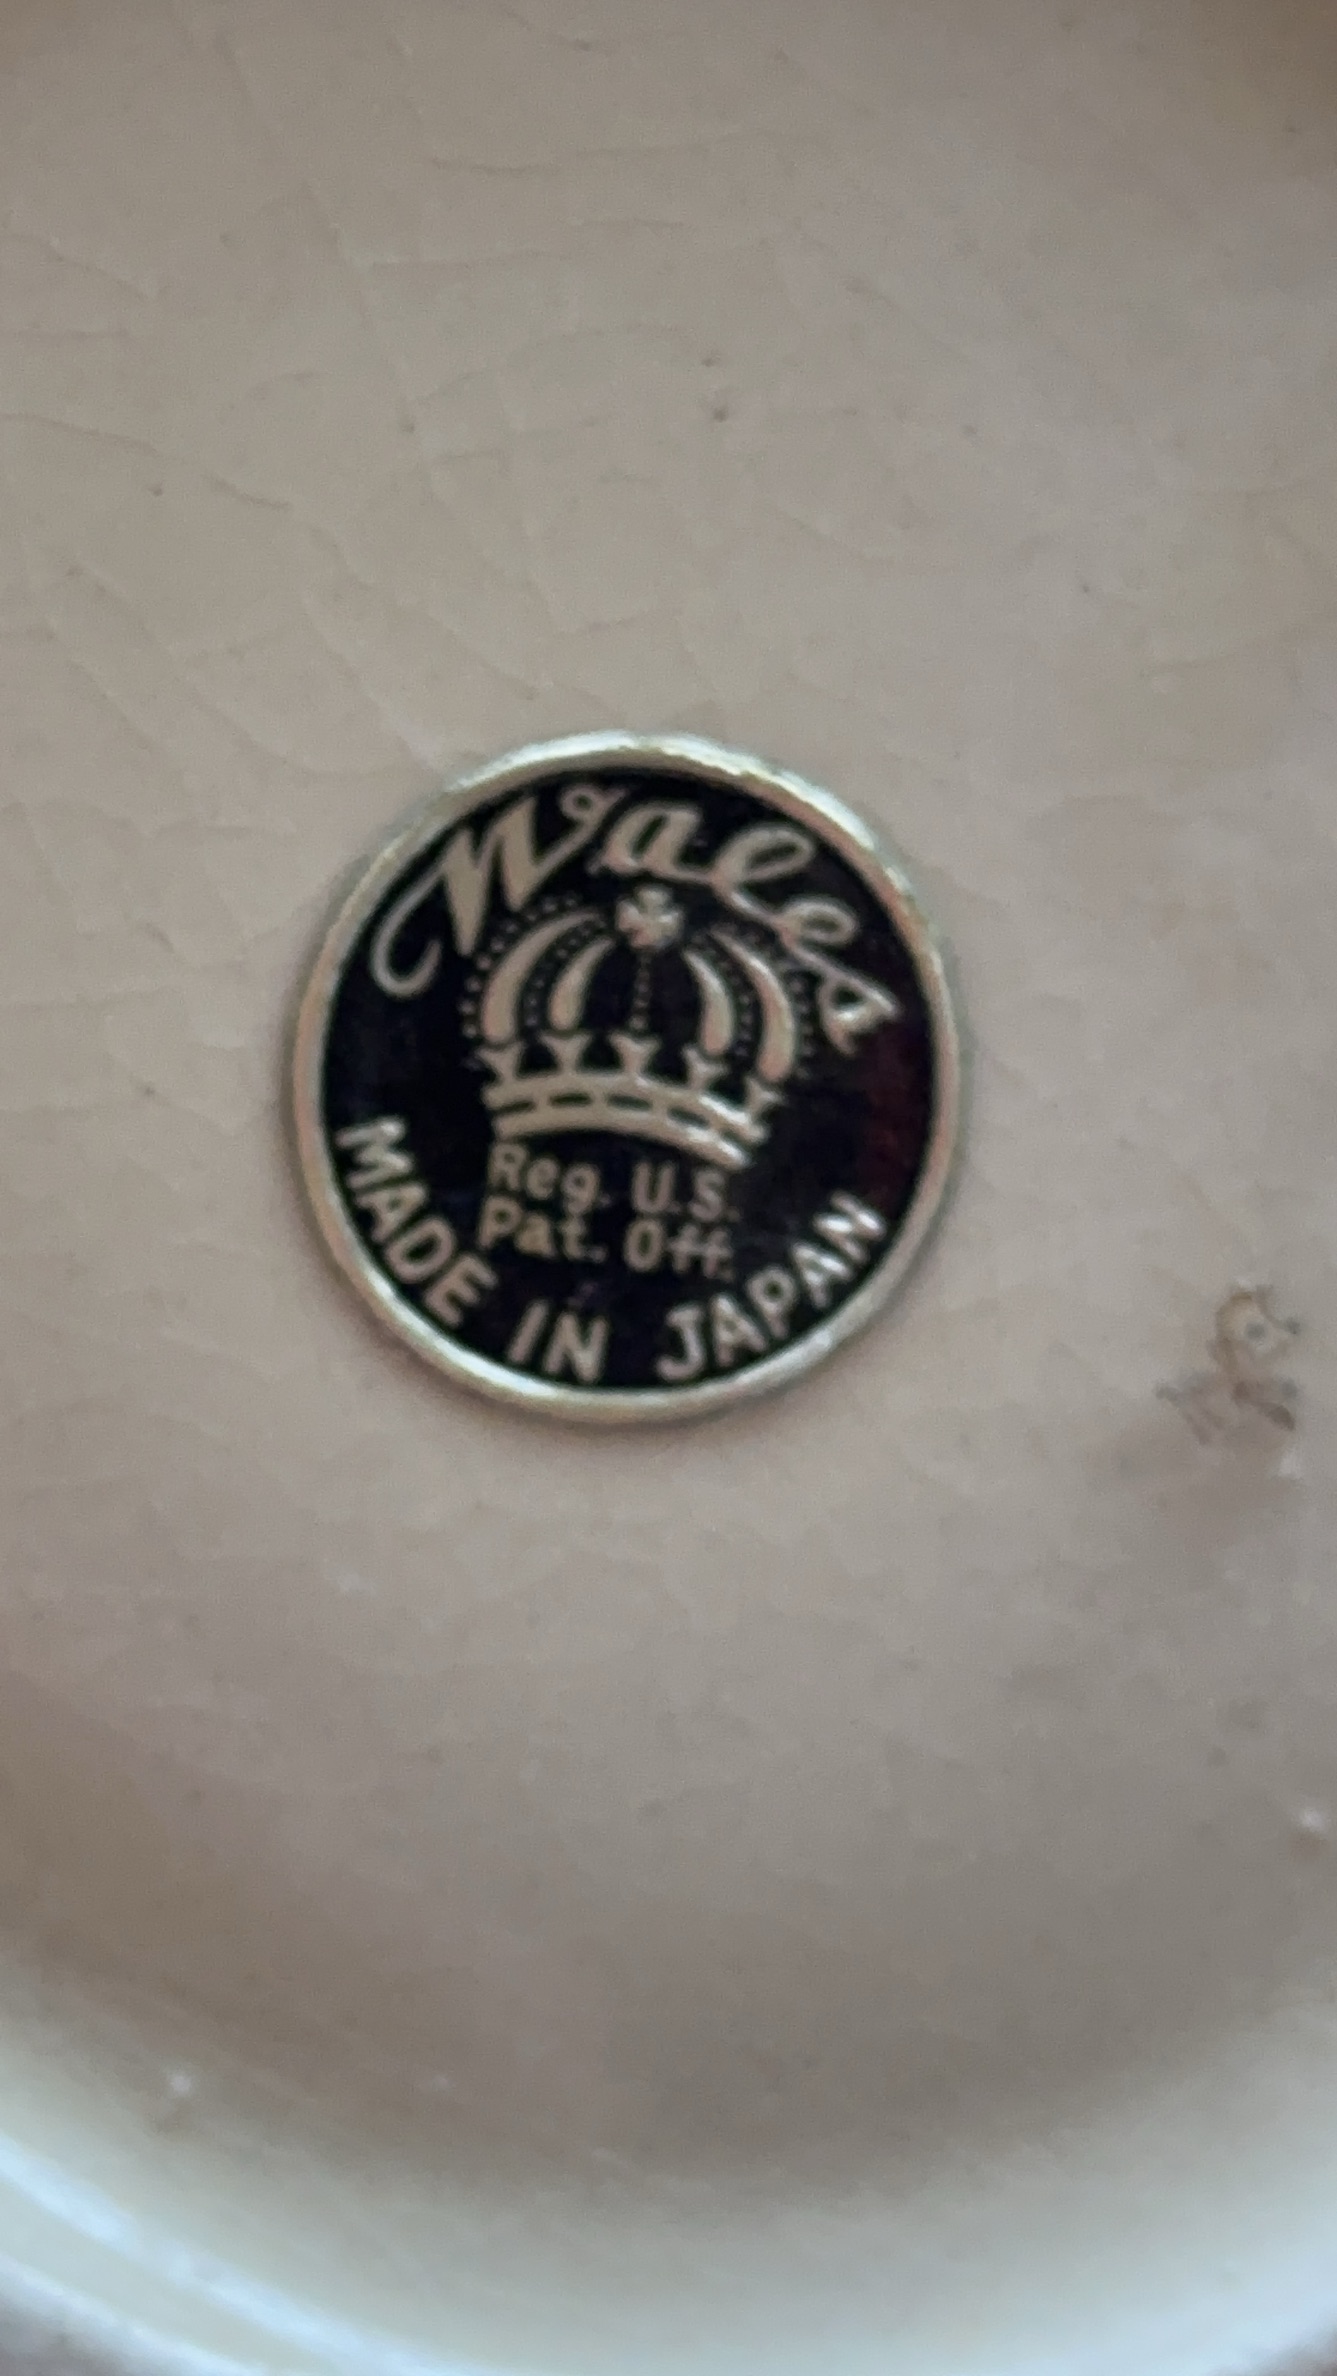 Wales
Reg. U.S.
Pat. Off.
MADE IN JAPAN